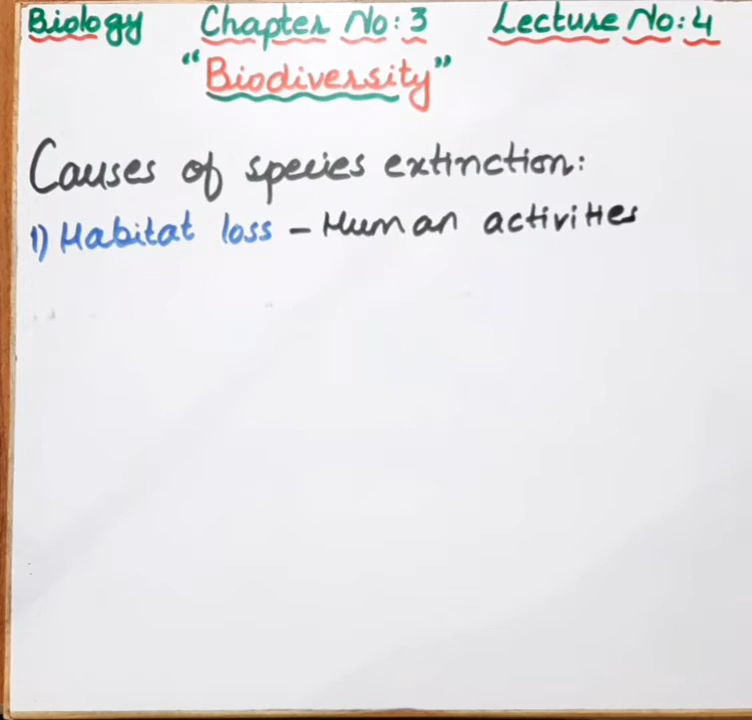 Biology Chapter No: 3 Lecture No: 4
"Biodiversity"
Causes of species extinction:
1) Habitat loss - Human activities